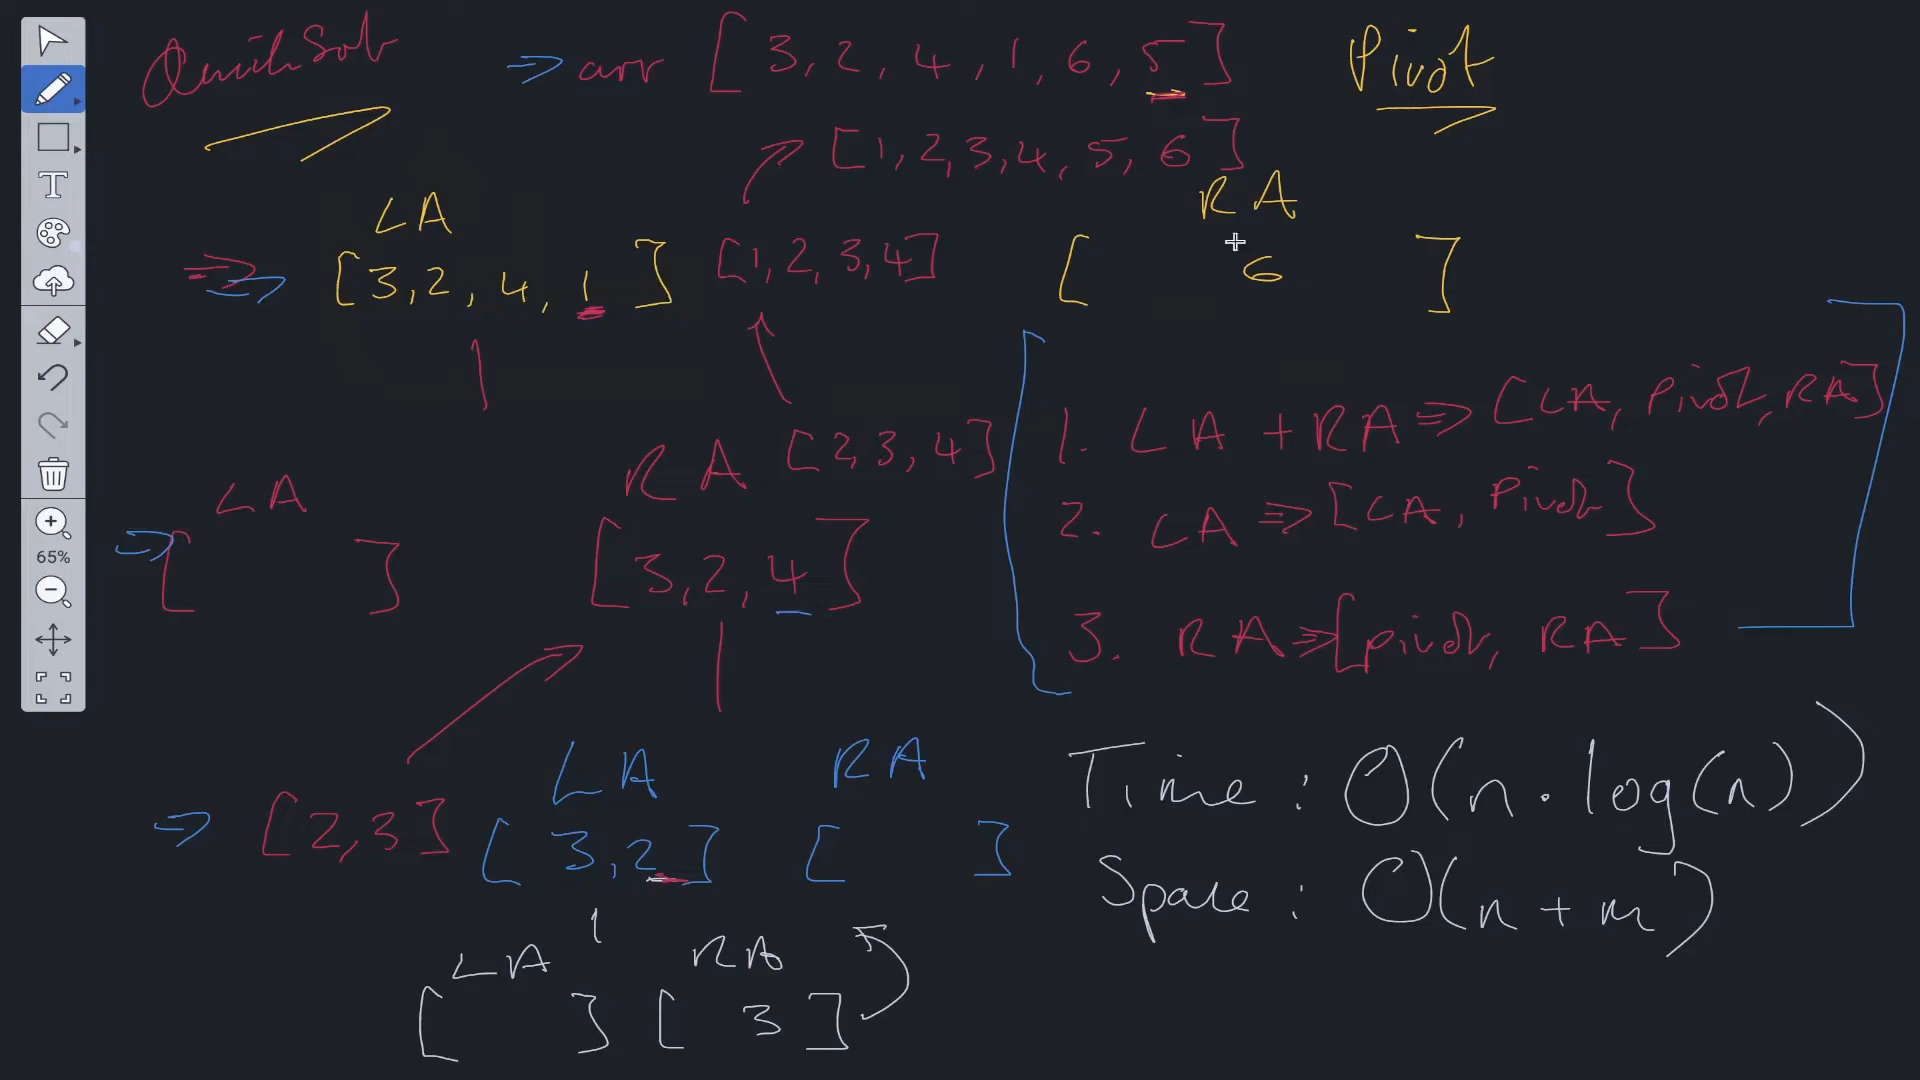 QuickSort
⇒ arr [ 3, 2, 4, 1, 6, 5 ]
Pivot
[1, 2, 3, 4, 5, 6 ]
LA
RA
⇒ [ 3, 2, 4, 1 ]
[1, 2, 3, 4]
[ 6 ]
1. LA + RA ⇒ [LA, Pivot, RA]
LA
RA
[2, 3, 4]
2. LA ⇒ [LA, Pivot]
⇒ [ ]
[ 3, 2, 4 ]
3. RA ⇒ [pivot, RA]
LA
RA
Time : O(n . log(n))
⇒ [2, 3]
[ 3, 2 ]
[ ]
Space : O(n + m)
LA
RA
[ ]
[ 3 ]
T
65%